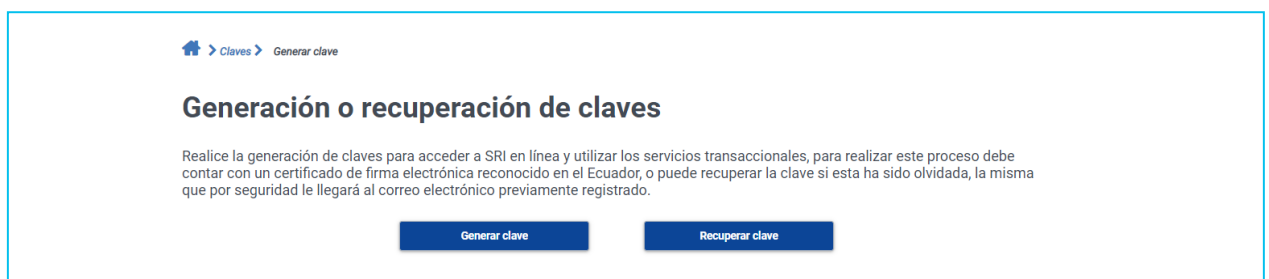 Claves Generar clave
Generación o recuperación de claves
Realice la generación de claves para acceder a SRI en línea y utilizar los servicios transaccionales, para realizar este proceso debe
contar con un certificado de firma electrónica reconocido en el Ecuador, o puede recuperar la clave si esta ha sido olvidada, la misma
que por seguridad le llegará al correo electrónico previamente registrado.
Generar clave Recuperar clave